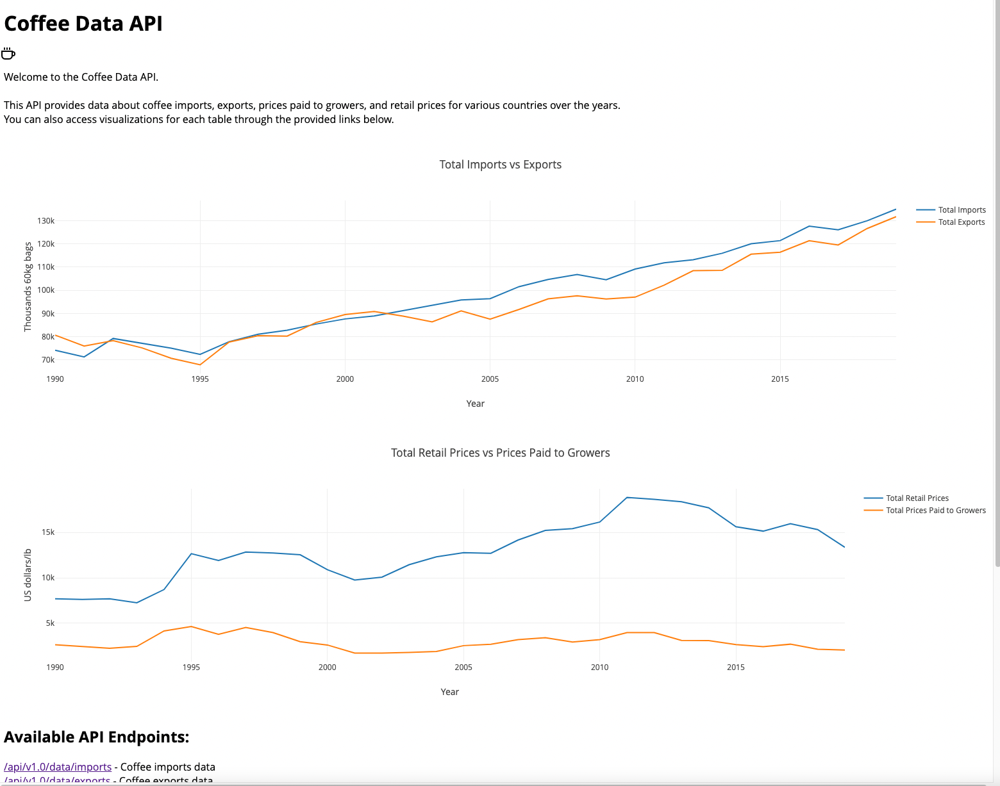 Coffee Data API
Welcome to the Coffee Data API.
This API provides data about coffee imports, exports, prices paid to growers, and retail prices for various countries over the years.
You can also access visualizations for each table through the provided links below.
Total Imports vs Exports
Total Imports
Total Exports
Thousands 60kg bags
130k
120k
110k
100k
90k
80k
70k
1990 1995 2000 2005 2010 2015
Year
Total Retail Prices vs Prices Paid to Growers
Total Retail Prices
Total Prices Paid to Growers
US dollars/lb
15k
10k
5k
1990 1995 2000 2005 2010 2015
Year
Available API Endpoints:
/api/v1.0/data/imports - Coffee imports data
/api/v1.0/data/exports - Coffee exports data